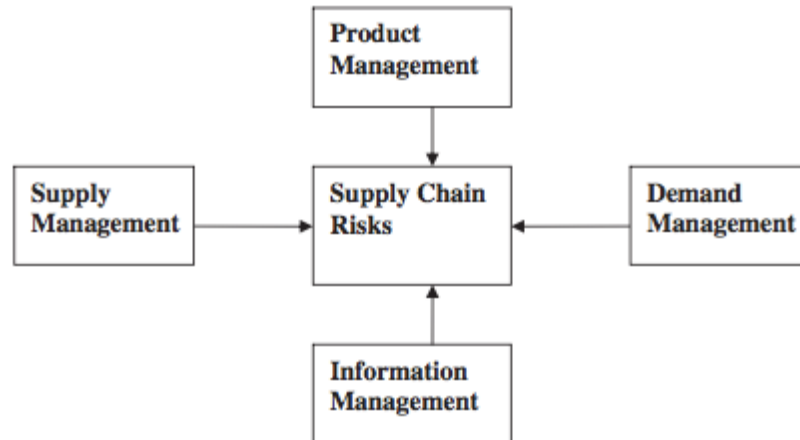 Product
Management
Supply
Management
Supply Chain
Risks
Demand
Management
Information
Management